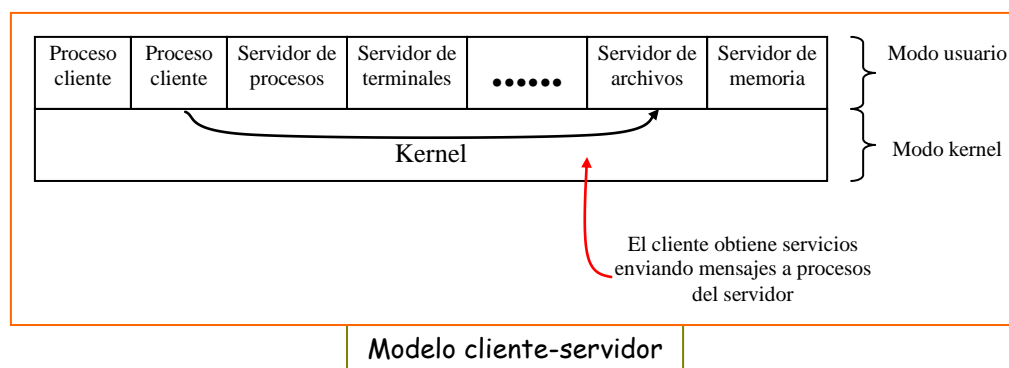 Proceso
cliente
Proceso
cliente
Servidor de
procesos
Servidor de
terminales
......
Servidor de
archivos
Servidor de
memoria
Modo usuario
Kernel
Modo kernel
El cliente obtiene servicios
enviando mensajes a procesos
del servidor
Modelo cliente-servidor